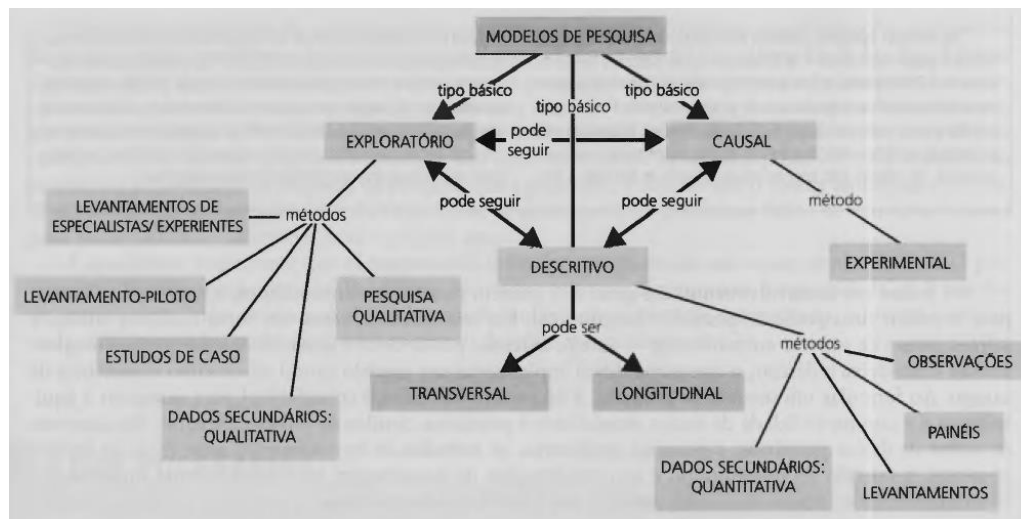 MODELOS DE PESQUISA
tipo básico
tipo básico
tipo básico
EXPLORATÓRIO
pode
seguir
CAUSAL
LEVANTAMENTOS DE
ESPECIALISTAS/ EXPERIENTES
métodos
pode seguir
pode seguir
método
DESCRITIVO
EXPERIMENTAL
LEVANTAMENTO-PILOTO
PESQUISA
QUALITATIVA
ESTUDOS DE CASO
pode ser
métodos
OBSERVAÇÕES
TRANSVERSAL
LONGITUDINAL
DADOS SECUNDÁRIOS:
QUALITATIVA
PAINÉIS
DADOS SECUNDÁRIOS:
QUANTITATIVA
LEVANTAMENTOS